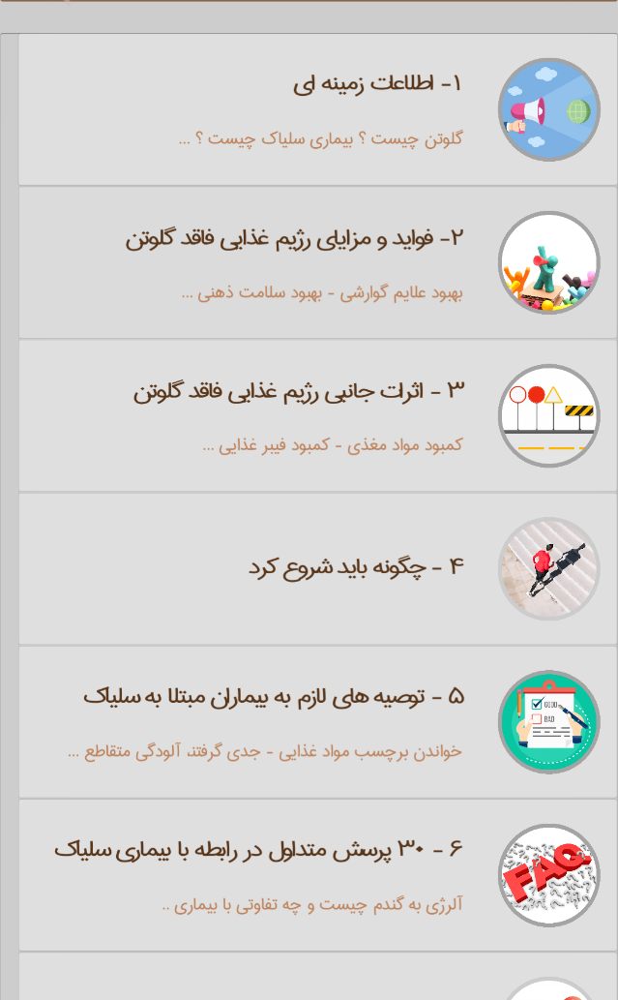 ۱- اطلاعات زمینه ای
گلوتن چیست ؟ بیماری سلیاک چیست ؟ ...
۲- فواید و مزایای رژیم غذایی فاقد گلوتن
بهبود علایم گوارشی - بهبود سلامت ذهنی ...
۳ - اثرات جانبی رژیم غذایی فاقد گلوتن
کمبود مواد مغذی - کمبود فیبر غذایی ...
۴ - چگونه باید شروع کرد
۵ - توصیه های لازم به بیماران مبتلا به سلیاک
GOOD
BAD
خواندن برچسب مواد غذایی - جدی گرفتند آلودگی متقاطع ...
۶ - ۳۰ پرسش متداول در رابطه با بیماری سلیاک
FAQ
آلرژی به گندم چیست و چه تفاوتی با بیماری ..